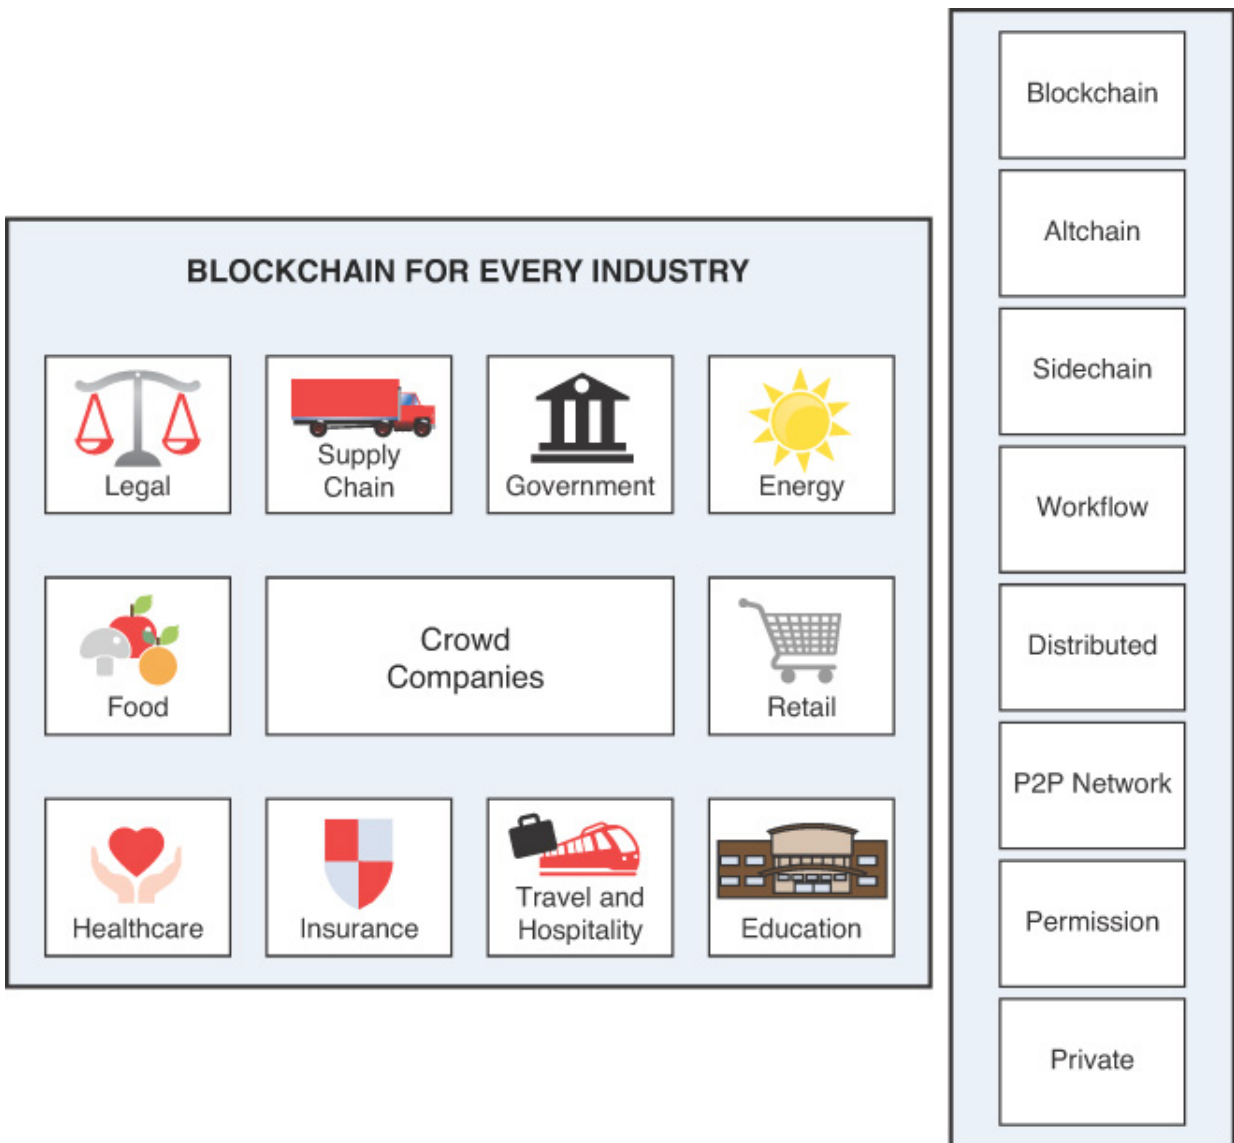 BLOCKCHAIN FOR EVERY INDUSTRY
Legal
Supply
Chain
Government
Energy
Food
Crowd
Companies
Retail
Healthcare
Insurance
Travel and
Hospitality
Education
Blockchain
Altchain
Sidechain
Workflow
Distributed
P2P Network
Permission
Private